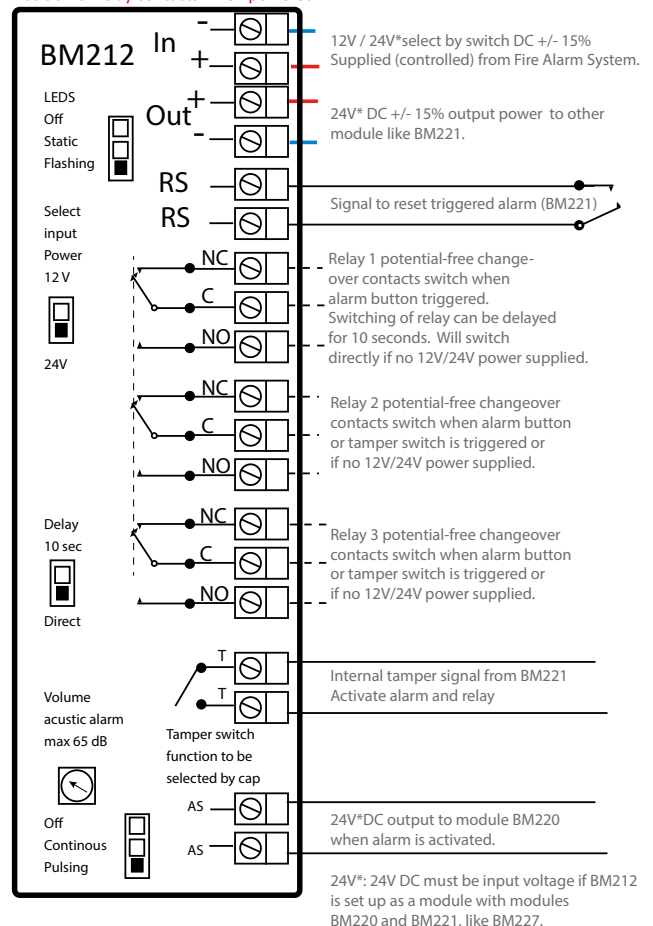 BM212
In
-
+
12V / 24V*select by switch DC +/- 15%
Supplied (controlled) from Fire Alarm System.
LEDS
Off
Static
Flashing
Out
+
-
24V* DC +/- 15% output power to other
module like BM221.
RS
RS
Signal to reset triggered alarm (BM221)
Select
input
Power
12 V
24V
NC
C
NO
Relay 1 potential-free change-
over contacts switch when
alarm button triggered.
Switching of relay can be delayed
for 10 seconds. Will switch
directly if no 12V/24V power supplied.
NC
C
NO
Relay 2 potential-free changeover
contacts switch when alarm button
or tamper switch is triggered or
if no 12V/24V power supplied.
Delay
10 sec
Direct
NC
C
NO
Relay 3 potential-free changeover
contacts switch when alarm button
or tamper switch is triggered or
if no 12V/24V power supplied.
T
T
Internal tamper signal from BM221
Activate alarm and relay
Tamper switch
function to be
selected by cap
Volume
acustic alarm
max 65 dB
Off
Continous
Pulsing
AS
AS
24V*DC output to module BM220
when alarm is activated.
24V*: 24V DC must be input voltage if BM212
is set up as a module with modules
BM220 and BM221. like BM227.